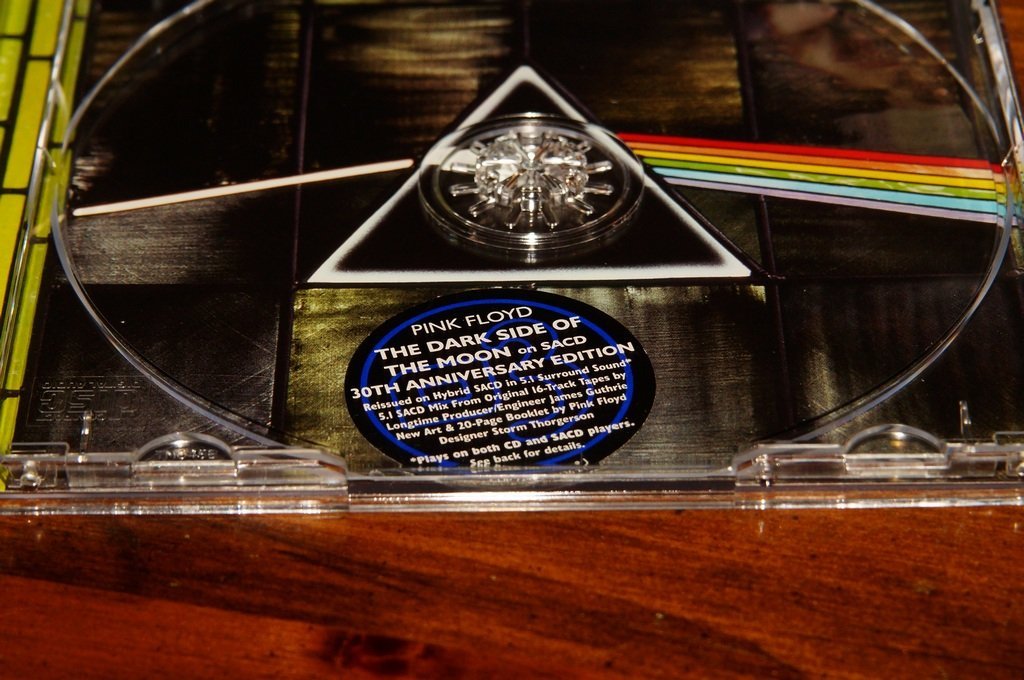 PINK FLOYD
THE DARK SIDE OF
THE MOON on SACD
30TH ANNIVERSARY EDITION
Reissued on Hybrid SACD in 5.1 Surround Sound*
5.1 SACD Mix From Original 16-Track Tapes by
Longtime Producer/Engineer James Guthrie
New Art & 20-Page Booklet by Pink Floyd
Designer Storm Thorgerson
*Plays on both CD and SACD players.
See back for details.